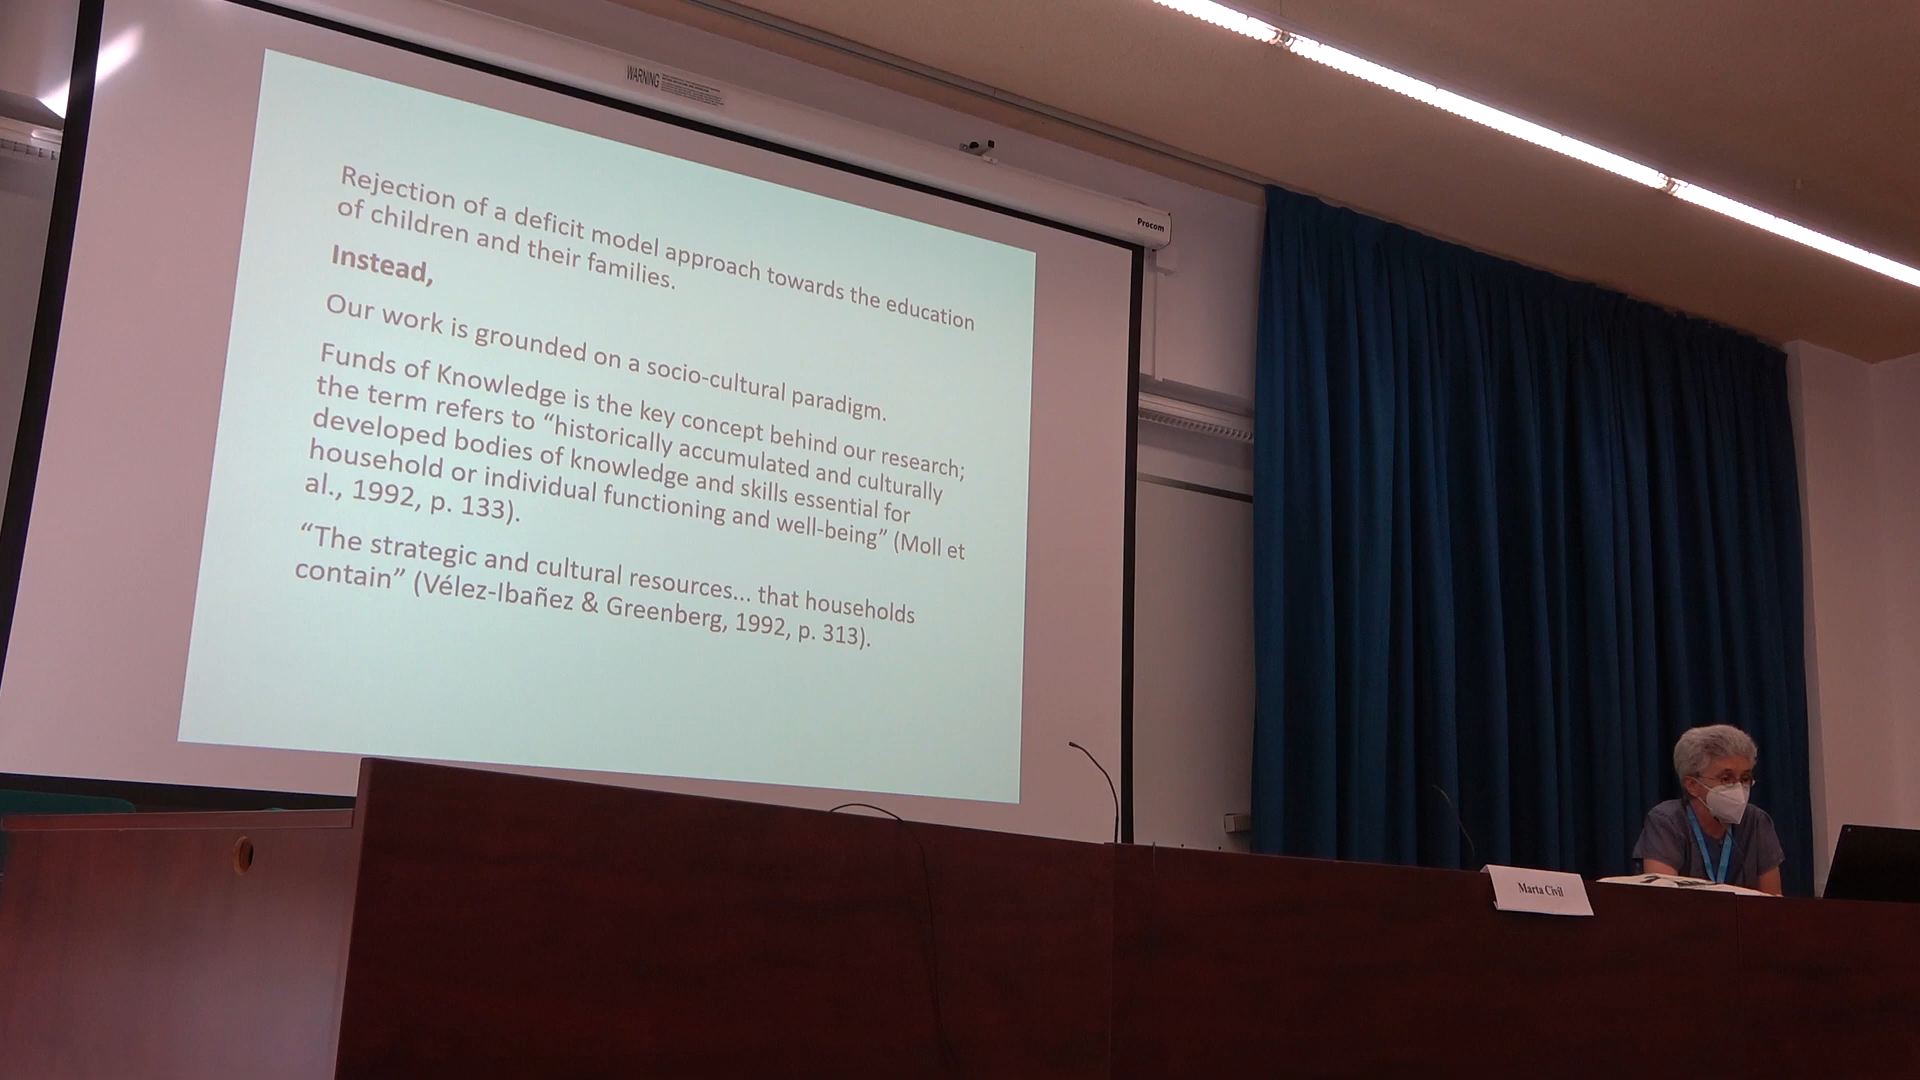 WARNING
Procom
Rejection of a deficit model approach towards the education
of children and their families.
Instead,
Our work is grounded on a socio-cultural paradigm.
Funds of Knowledge is the key concept behind our research;
the term refers to “historically accumulated and culturally
developed bodies of knowledge and skills essential for
household or individual functioning and well-being” (Moll et
al., 1992, p. 133).
“The strategic and cultural resources... that households
contain” (Vélez-Ibañez & Greenberg, 1992, p. 313).
Marta Civil